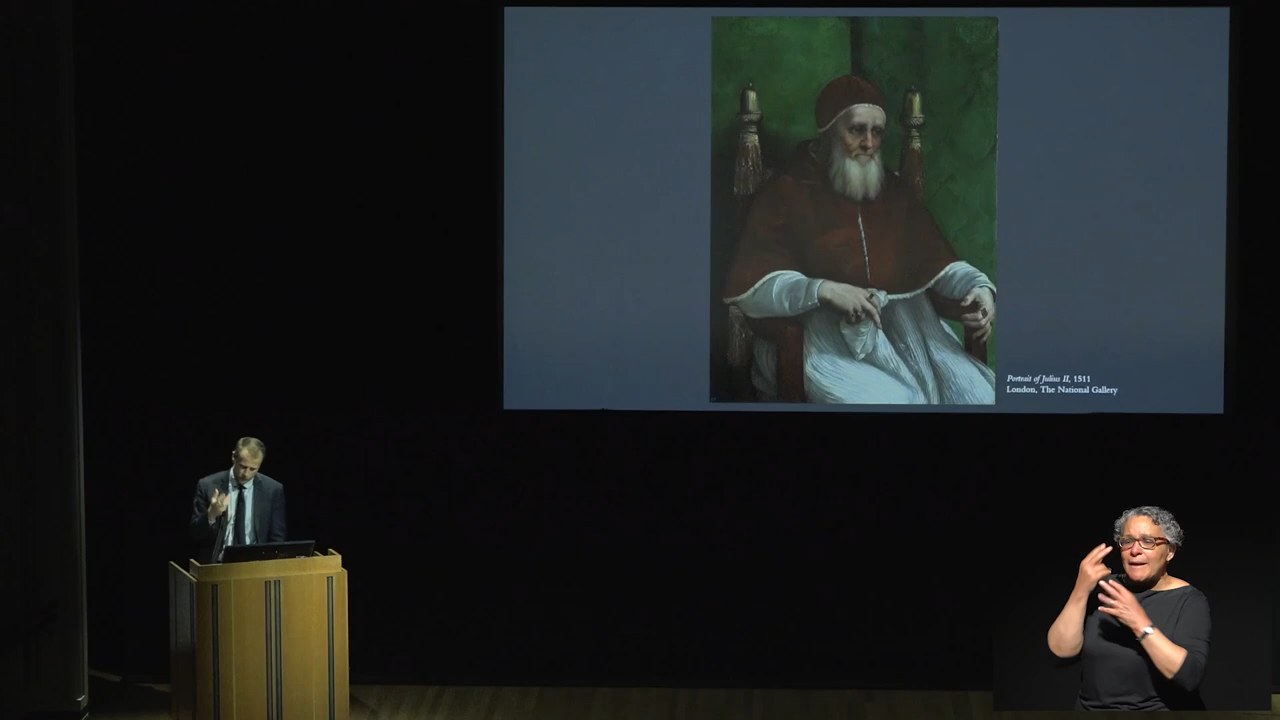 Portrait of Julius II, 1511
London, The National Gallery